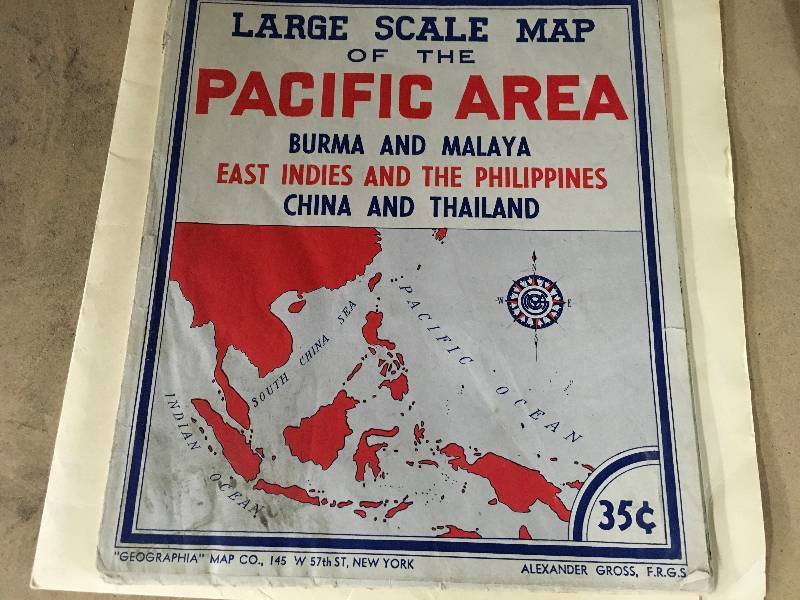 LARGE SCALE MAP
OF THE
PACIFIC AREA
BURMA AND MALAYA
EAST INDIES AND THE PHILIPPINES
CHINA AND THAILAND
N
W E
S
SOUTH CHINA SEA
PACIFIC OCEAN
INDIAN OCEAN
35¢
"GEOGRAPHIA" MAP CO., 145 W 57th ST, NEW YORK
ALEXANDER GROSS, F.R.G.S